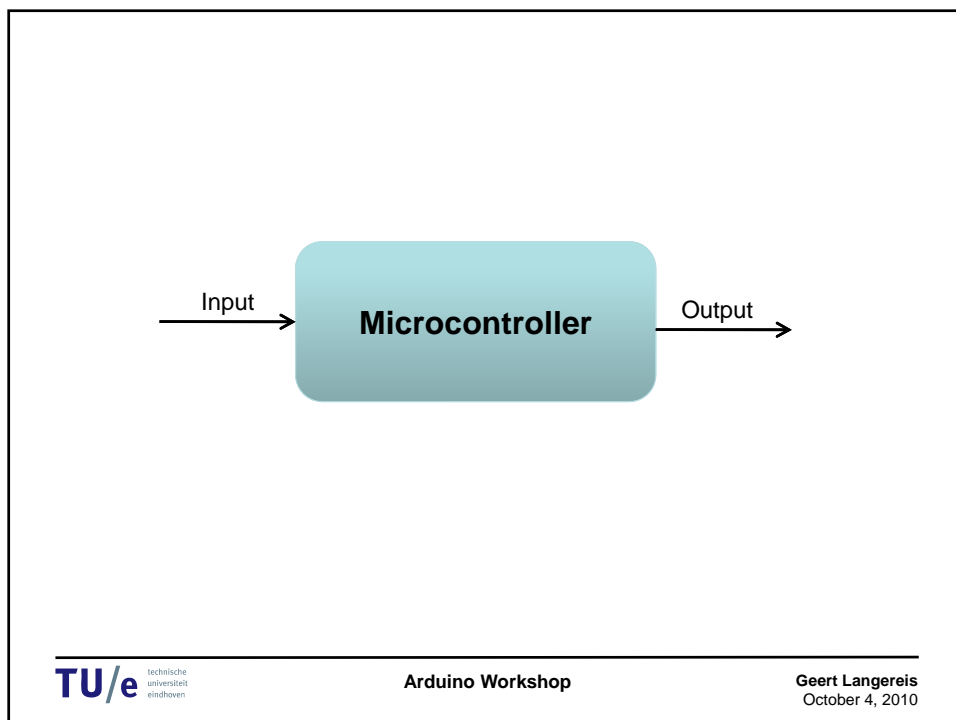 Input
Microcontroller
Output
TU/e
technische
universiteit
eindhoven
Arduino Workshop
Geert Langereis
October 4, 2010